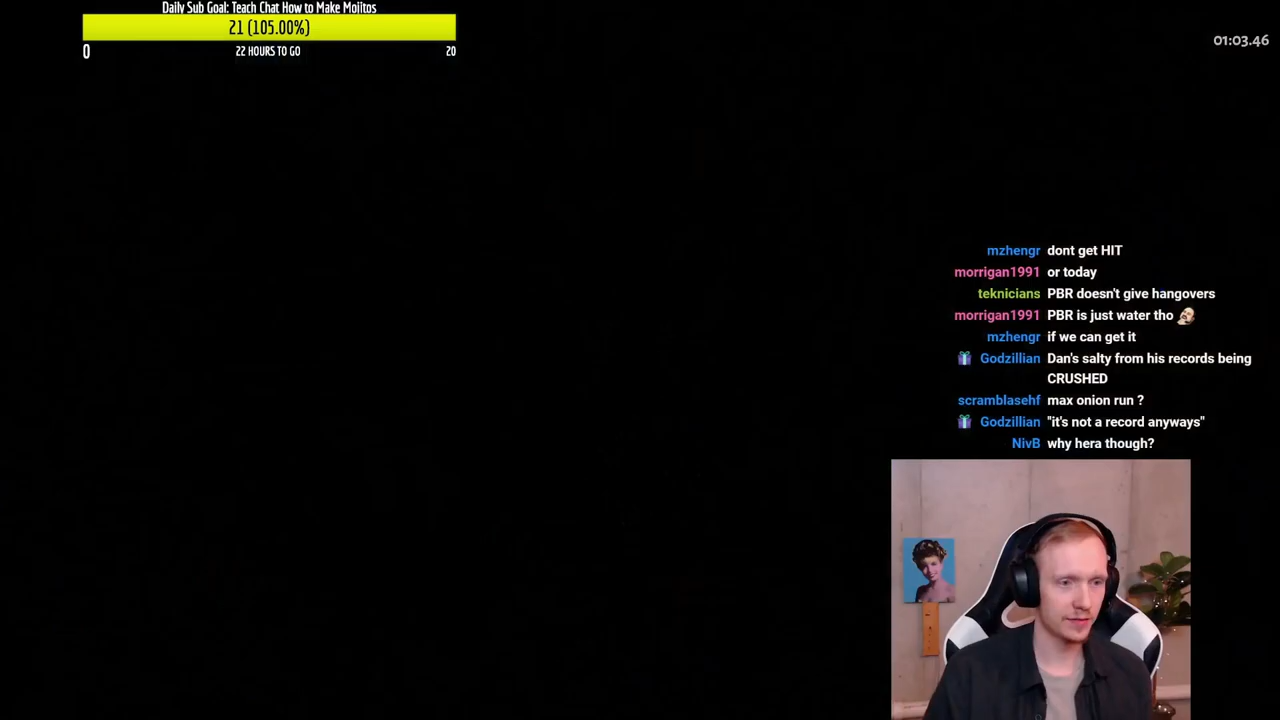 Daily Sub Goal: Teach Chat How to Make Mojitos
21 (105.00%)
0 22 HOURS TO GO 20
01:03.46
mzhengr dont get HIT
morrigan1991 or today
teknicians PBR doesn't give hangovers
morrigan1991 PBR is just water tho
mzhengr if we can get it
Godzillian Dan's salty from his records being
CRUSHED
scramblasehf max onion run ?
Godzillian "it's not a record anyways"
NivB why hera though?